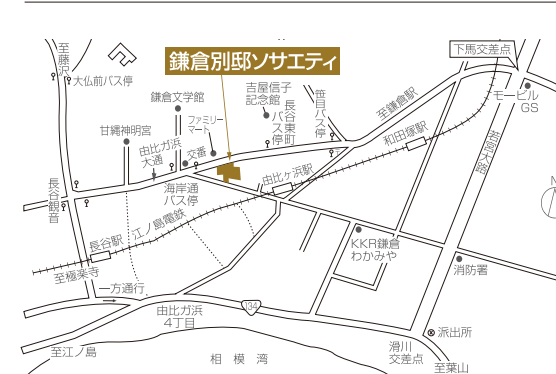 下馬交差点
至藤沢
鎌倉別邸ソサエティ
大仏前バス停
吉屋信子
記念館
笹目バス停
至鎌倉駅
モービル
GS
鎌倉文学館
長谷東町
バス停
ファミリー
マート
甘縄神明宮
由比ガ浜
大通
交番
和田塚駅
若宮大路
由比ヶ浜駅
長谷観音
海岸通
バス停
N
江ノ島電鉄
長谷駅
KKR鎌倉
わかみや
至極楽寺
消防署
一方通行
134
由比ガ浜
4丁目
派出所
至江ノ島
相模湾
滑川
交差点
至葉山